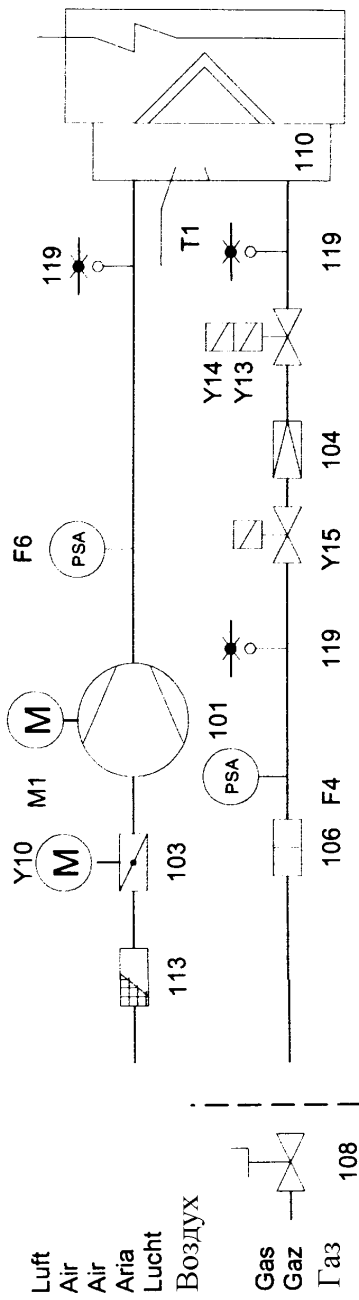 Luft
Air
Air
Aria
Lucht
Воздух
113
Y10
M
103
M1
M
101
F6
PSA
119
T1
110
Gas
Gaz
Газ
108
106
F4
PSA
119
Y15
104
Y14
Y13
119